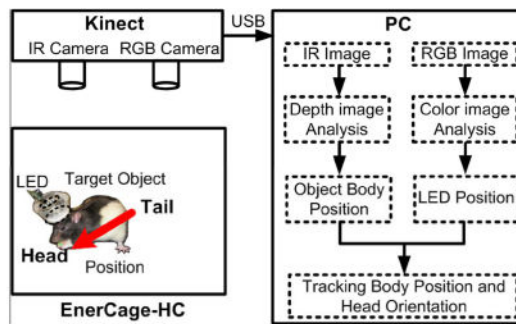 Kinect
IR Camera RGB Camera
USB
PC
IR Image
RGB Image
Depth image
Analysis
Color image
Analysis
Object Body
Position
LED Position
Tracking Body Position and
Head Orientation
LED
Target Object
Tail
Head
Position
EnerCage-HC